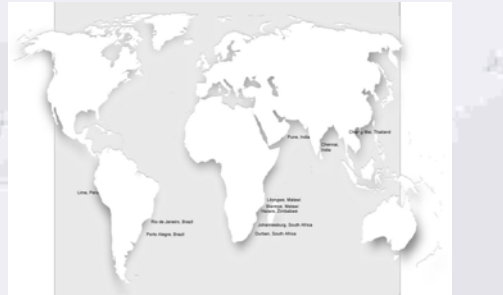 Pune, India
Chennai,
India
Chang Mai, Thailand
Lima, Peru
Lilongwe, Malawi
Blantyre, Malawi
Harare, Zimbabwe
Rio de Janeiro, Brazil
Johannesburg, South Africa
Porto Alegre, Brazil
Durban, South Africa